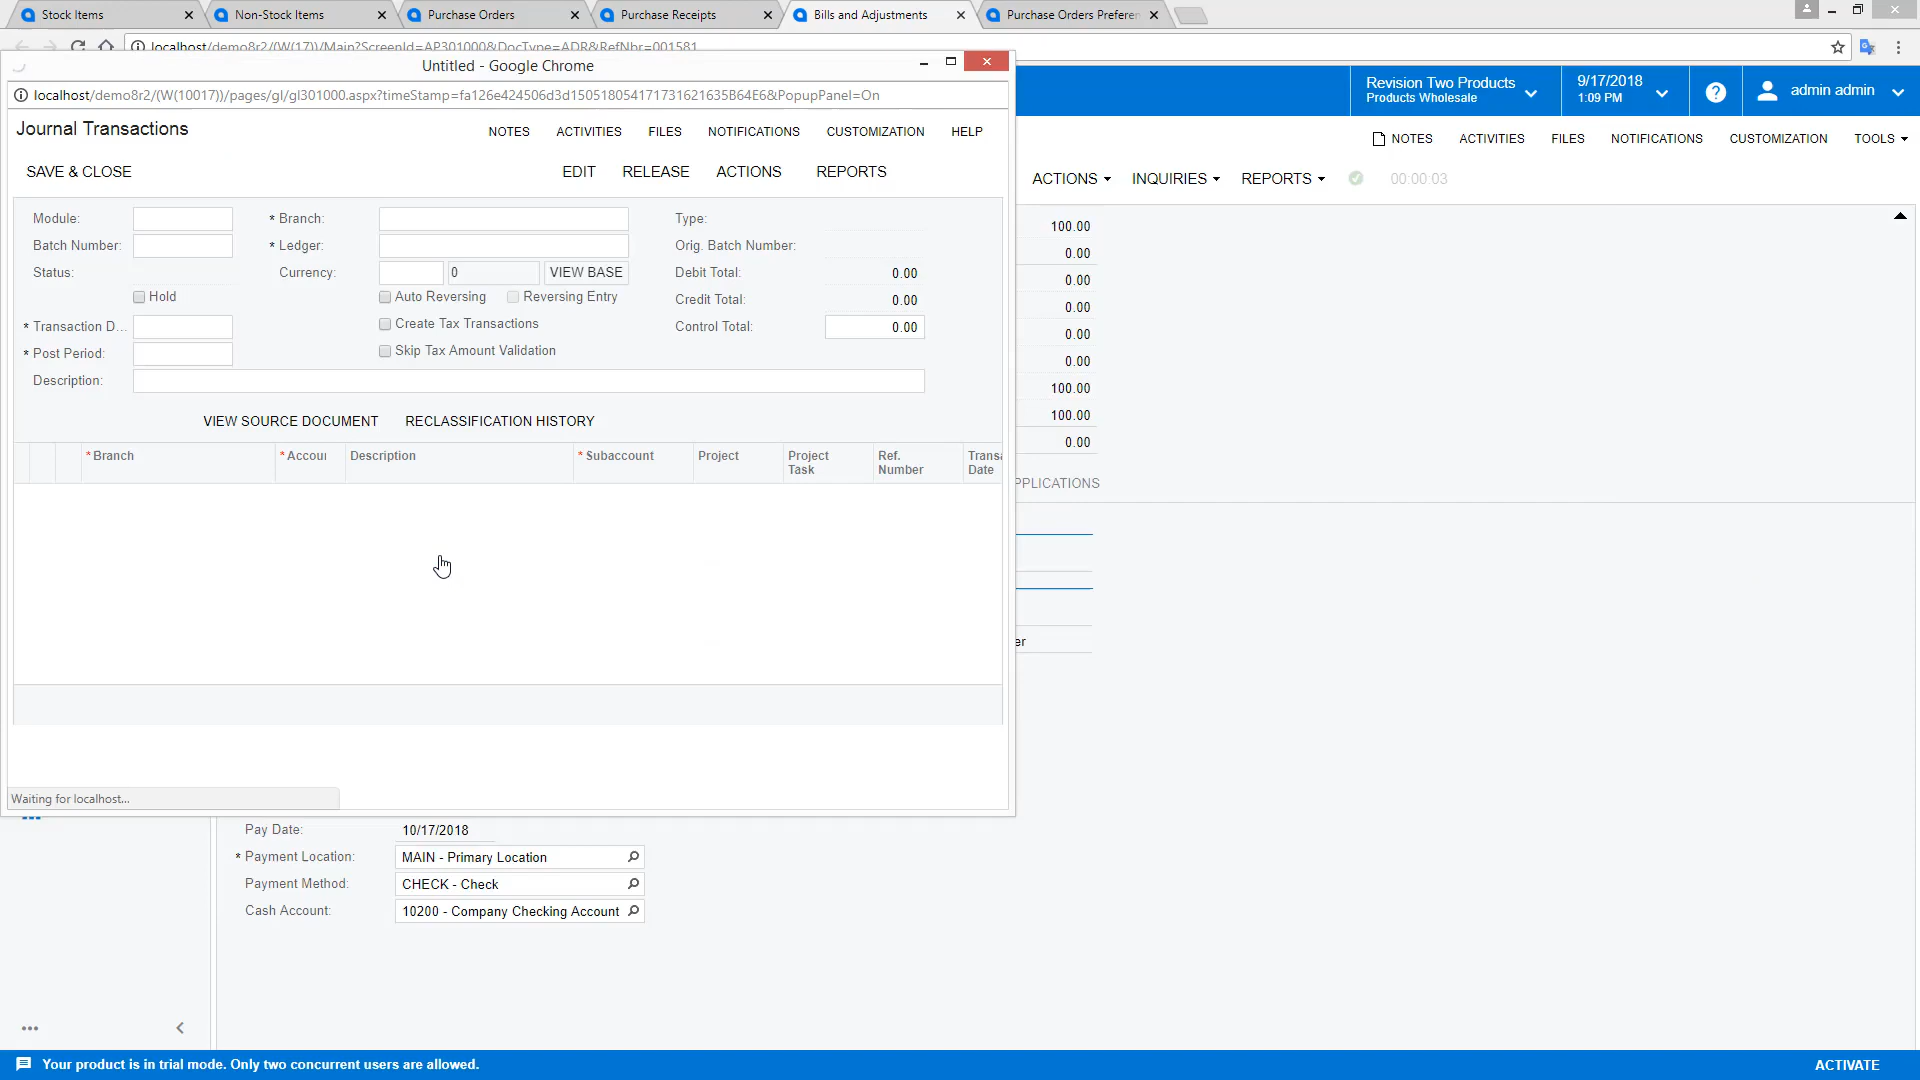 Stock Items
Non-Stock Items
Purchase Orders
Purchase Receipts
Bills and Adjustments
Purchase Orders Preferen
localhost/demo8r2/(W(17))/Main?ScreenId=AP301000&DocType=ADR&RefNbr=001581
Untitled - Google Chrome
localhost/demo8r2/(W(10017))/pages/gl/gl301000.aspx?timeStamp=fa126e424506d3d150518054171731621635B64E6&PopupPanel=On
Revision Two Products
Products Wholesale
9/17/2018
1:09 PM
?
admin admin
Journal Transactions
NOTES ACTIVITIES FILES NOTIFICATIONS CUSTOMIZATION HELP
NOTES ACTIVITIES FILES NOTIFICATIONS CUSTOMIZATION TOOLS
SAVE & CLOSE EDIT RELEASE ACTIONS REPORTS
ACTIONS INQUIRIES REPORTS 00:00:03
Module: * Branch: Type:
Batch Number: * Ledger: Orig. Batch Number:
Status: Currency: 0 VIEW BASE Debit Total: 0.00
Hold Auto Reversing Reversing Entry Credit Total: 0.00
* Transaction D... Create Tax Transactions Control Total: 0.00
* Post Period: Skip Tax Amount Validation
Description:
100.00
0.00
0.00
0.00
0.00
0.00
100.00
100.00
0.00
VIEW SOURCE DOCUMENT RECLASSIFICATION HISTORY
* Branch * Accour Description * Subaccount Project Project Task Ref. Number Transa Date
PPLICATIONS
er
Waiting for localhost...
Pay Date: 10/17/2018
* Payment Location: MAIN - Primary Location
Payment Method: CHECK - Check
Cash Account: 10200 - Company Checking Account
Your product is in trial mode. Only two concurrent users are allowed.
ACTIVATE